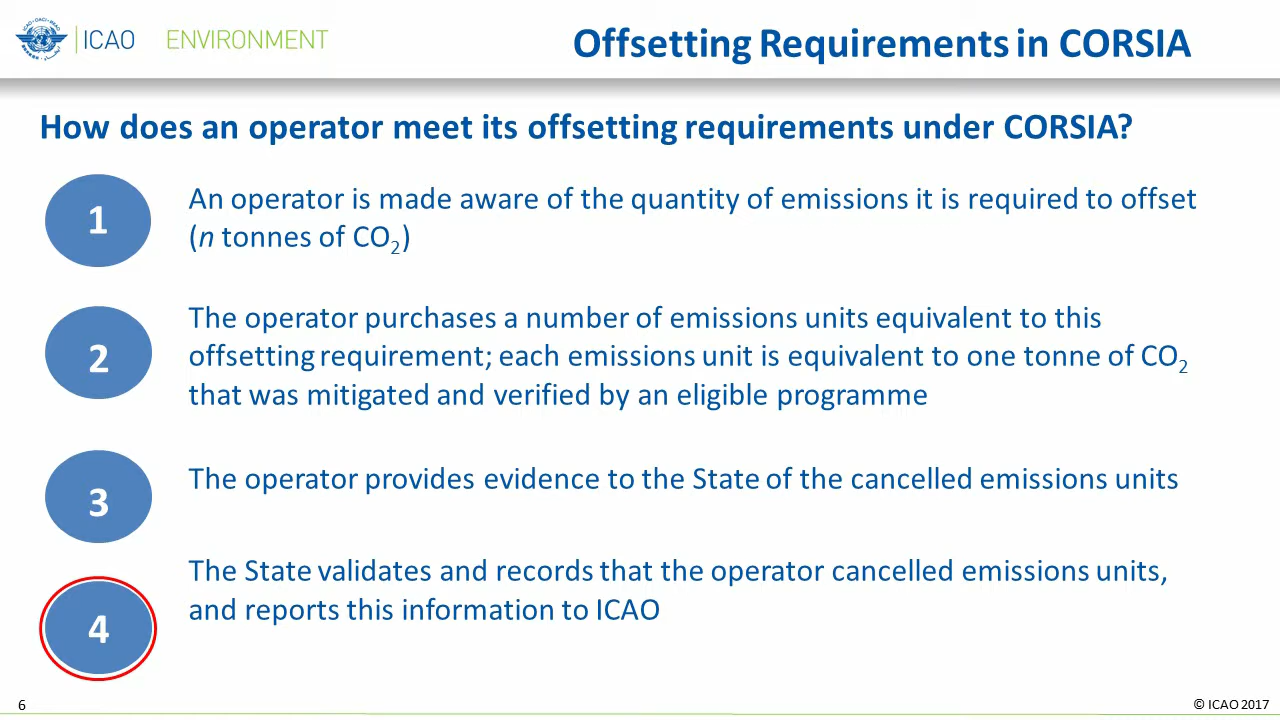 ICAO ENVIRONMENT
Offsetting Requirements in CORSIA
How does an operator meet its offsetting requirements under CORSIA?
1
An operator is made aware of the quantity of emissions it is required to offset
(n tonnes of CO₂)
2
The operator purchases a number of emissions units equivalent to this
offsetting requirement; each emissions unit is equivalent to one tonne of CO₂
that was mitigated and verified by an eligible programme
3
The operator provides evidence to the State of the cancelled emissions units
4
The State validates and records that the operator cancelled emissions units,
and reports this information to ICAO
6
© ICAO 2017